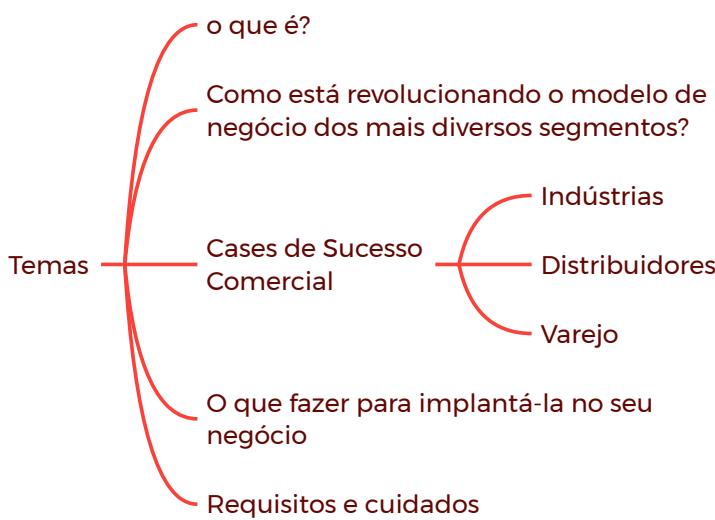 o que é?
Como está revolucionando o modelo de
negócio dos mais diversos segmentos?
Temas
Cases de Sucesso
Comercial
Indústrias
Distribuidores
Varejo
O que fazer para implantá-la no seu
negócio
Requisitos e cuidados